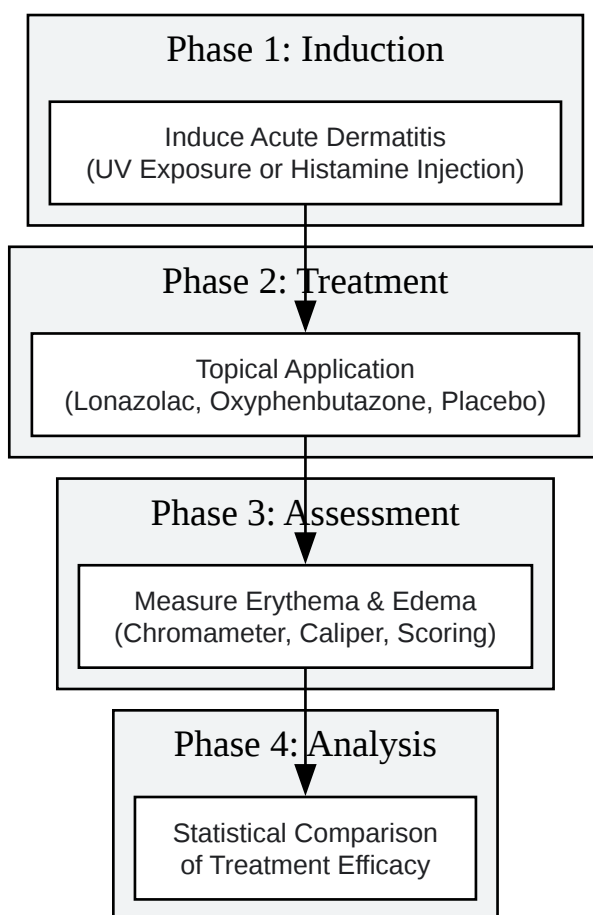 Phase 1: Induction
Induce Acute Dermatitis
(UV Exposure or Histamine Injection)
Phase 2: Treatment
Topical Application
(Lonazolac, Oxyphenbutazone, Placebo)
Phase 3: Assessment
Measure Erythema & Edema
(Chromameter, Caliper, Scoring)
Phase 4: Analysis
Statistical Comparison
of Treatment Efficacy